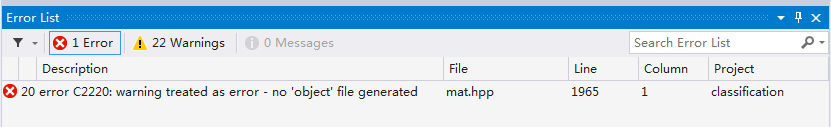 Error List
1 Error 22 Warnings 0 Messages Search Error List
Description File Line Column Project
20 error C2220: warning treated as error - no 'object' file generated mat.hpp 1965 1 classification